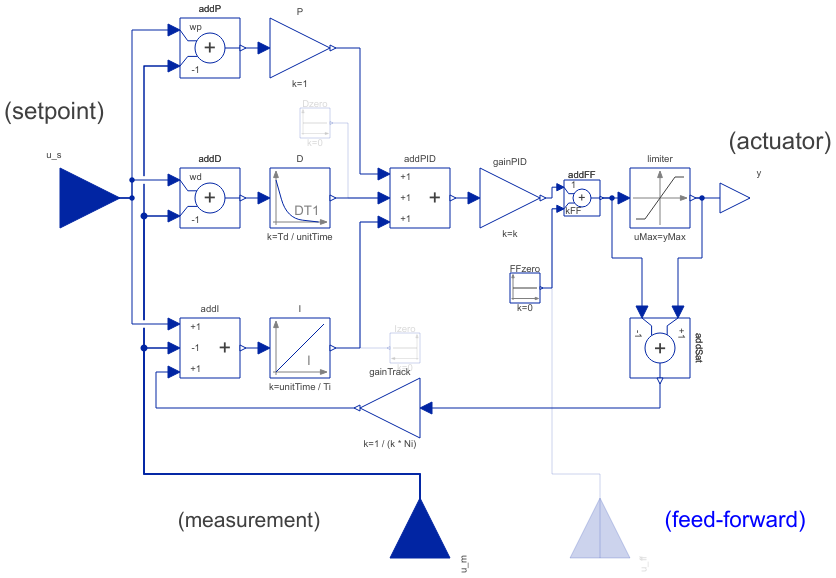 addP
P
wp
+
-1
k=1
(setpoint)
Dzero
k=0
(actuator)
u_s
addD
D
addPID
gainPID
addFF
limiter
y
wd
+
-1
DT1
+1
+1
+
+1
1
+
kFF
k=Td / unitTime
k=k
uMax=yMax
FFzero
k=0
addI
I
+1
-1
+
+1
I
Izero
-1
+1
+
addSat
k=unitTime / Ti
gainTrack
k=1 / (k * Ni)
(measurement)
(feed-forward)
u_m